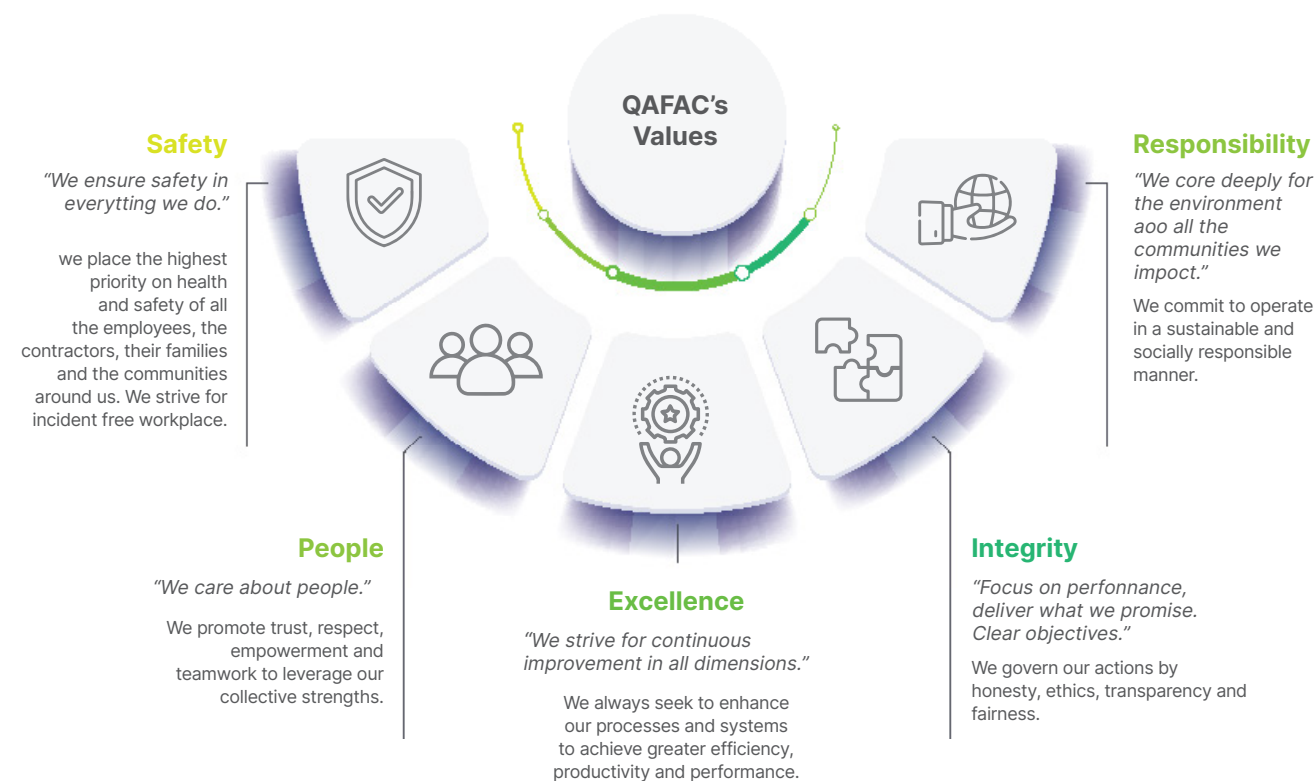 QAFAC's
Values
Safety
“We ensure safety in
everytting we do.”
we place the highest
priority on health
and safety of all
the employees, the
contractors, their families
and the communities
around us. We strive for
incident free workplace.
People
“We care about people.”
We promote trust, respect,
empowerment and
teamwork to leverage our
collective strengths.
Excellence
“We strive for continuous
improvement in all dimensions.”
We always seek to enhance
our processes and systems
to achieve greater efficiency,
productivity and performance.
Integrity
“Focus on perfonnance,
deliver what we promise.
Clear objectives.”
We govern our actions by
honesty, ethics, transparency and
fairness.
Responsibility
“We core deeply for
the environment
aoo all the
communities we
impoct.”
We commit to operate
in a sustainable and
socially responsible
manner.